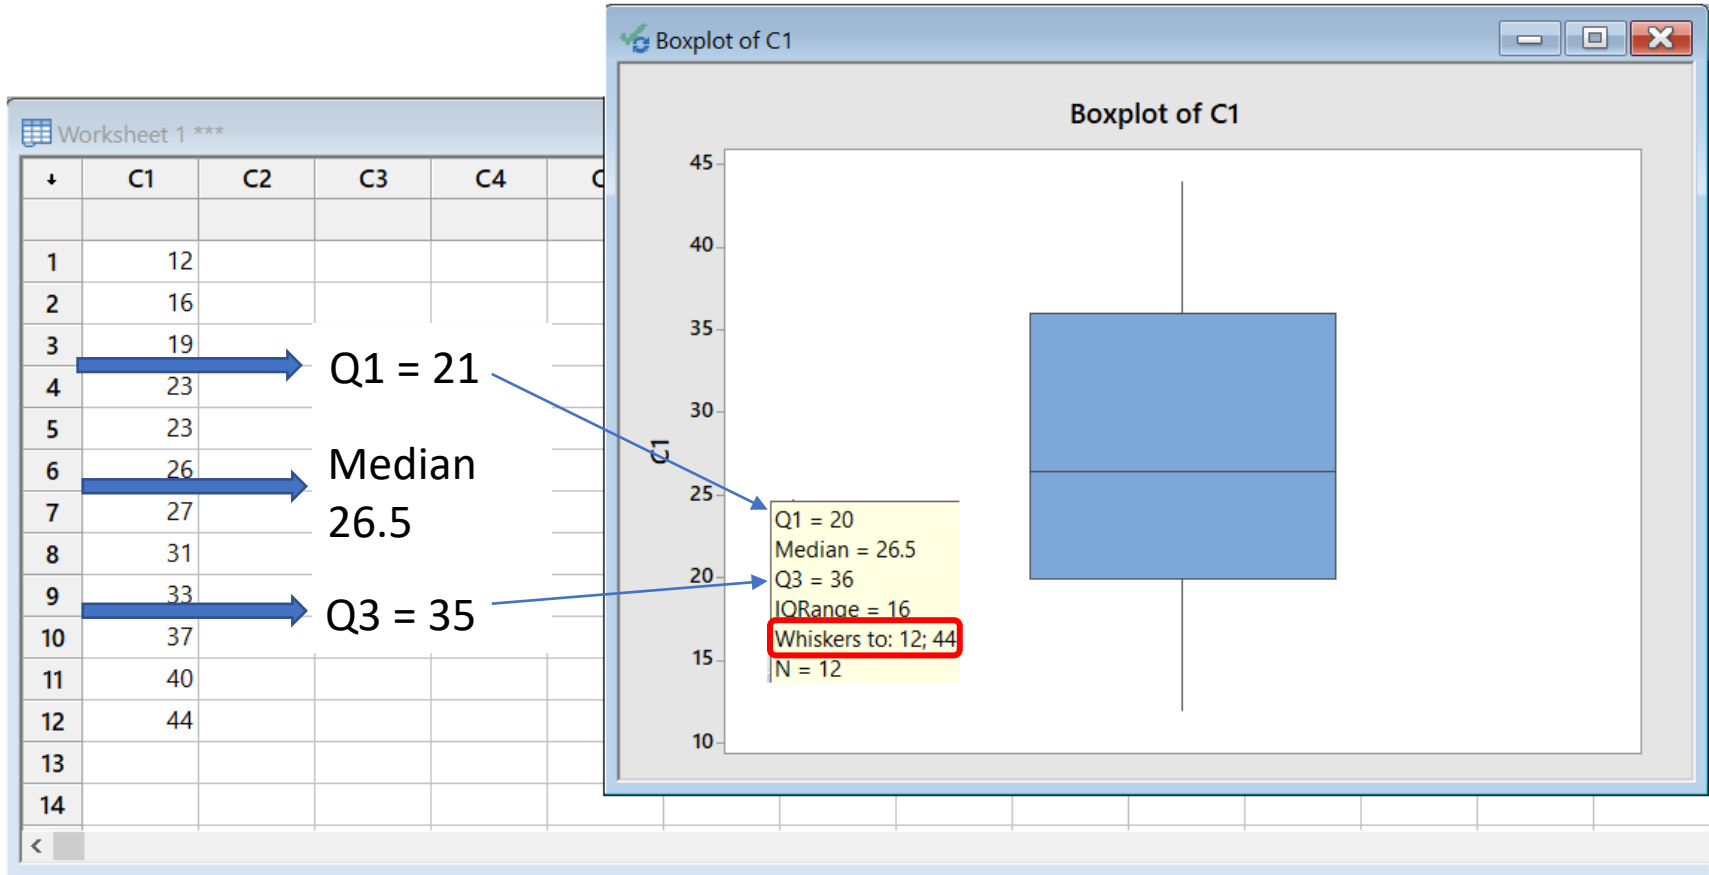 Boxplot of C1
Worksheet 1 ***
↓ C1 C2 C3 C4 C
1 12
2 16
3 19
4 23
5 23
6 26
7 27
8 31
9 33
10 37
11 40
12 44
13
14
Q1 = 21
Median
26.5
Q3 = 35
Boxplot of C1
45
40
35
30
25
20
15
10
C1
Q1 = 20
Median = 26.5
Q3 = 36
IQRange = 16
Whiskers to: 12; 44
N = 12